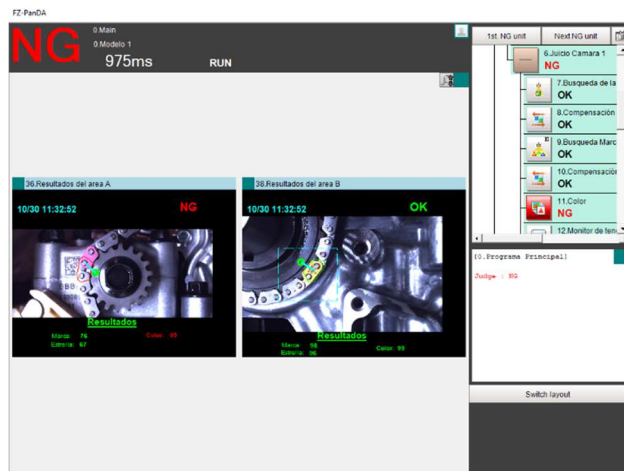 FZ-PanDA
NG
0.Main
0.Modelo 1
975ms
RUN
1st. NG unit
Next NG unit
6.Juicio Camara 1
NG
7.Busqueda de la
OK
8.Compensación
OK
9.Busqueda Marc
OK
10.Compensación
OK
11.Color
NG
12.Monitor de
36.Resultados del area A
10/30 11:32:52
NG
Resultados
Marca: 76
Estrella: 67
Color:
38.Resultados del area B
10/30 11:32:52
OK
Resultados
Marca: 98
Estrella: 96
Color: 99
[0.Programa Principal]
Judge : NG
Switch layout